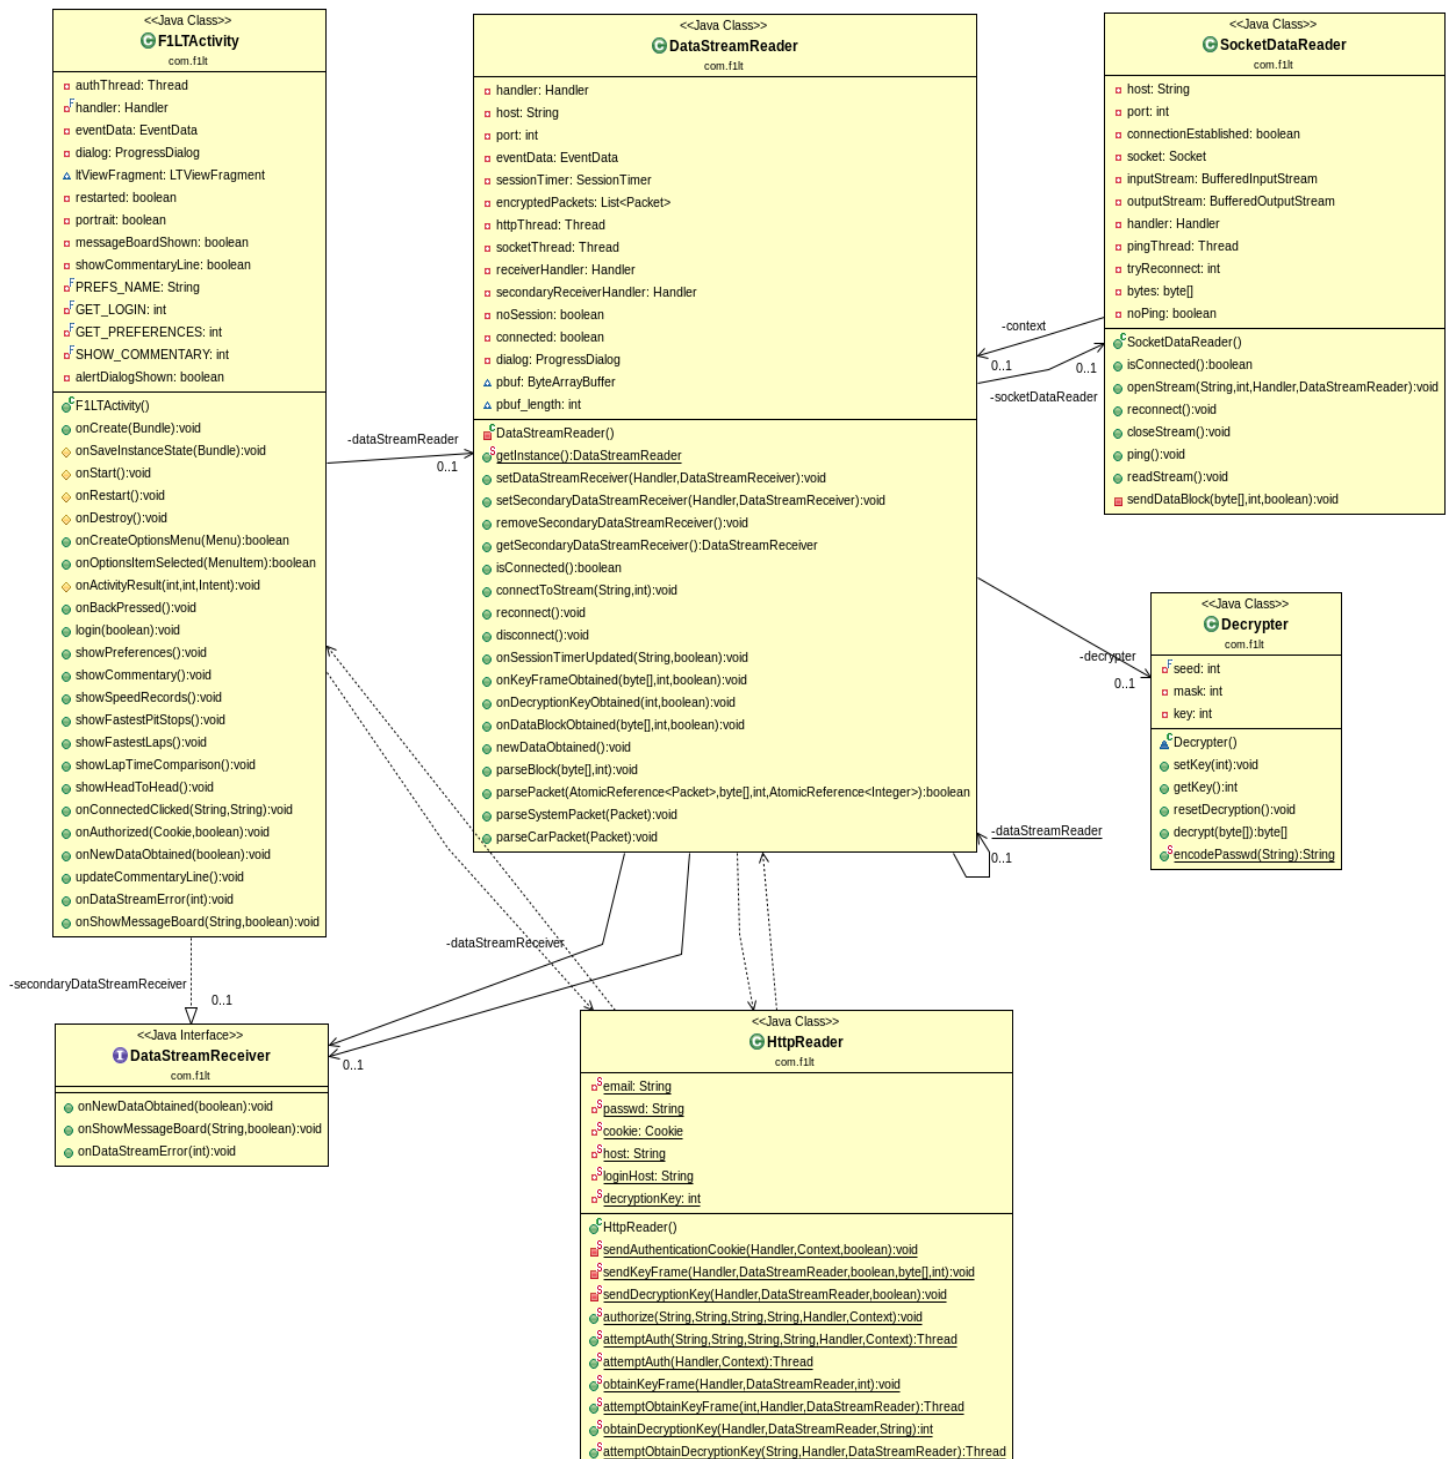 <<Java Class>>
F1LTActivity
com.f1lt
authThread: Thread
handler: Handler
eventData: EventData
dialog: ProgressDialog
ltViewFragment: LTViewFragment
restarted: boolean
portrait: boolean
messageBoardShown: boolean
showCommentaryLine: boolean
PREFS_NAME: String
GET_LOGIN: int
GET_PREFERENCES: int
SHOW_COMMENTARY: int
alertDialogShown: boolean
F1LTActivity()
onCreate(Bundle):void
onSaveInstanceState(Bundle):void
onStart():void
onRestart():void
onDestroy():void
onCreateOptionsMenu(Menu):boolean
onOptionsItemSelected(MenuItem):boolean
onActivityResult(int,int,Intent):void
onBackPressed():void
login(boolean):void
showPreferences():void
showCommentary():void
showSpeedRecords():void
showFastestPitStops():void
showFastestLaps():void
showLapTimeComparison():void
showHeadToHead():void
onConnectedClicked(String,String):void
onAuthorized(Cookie,boolean):void
onNewDataObtained(boolean):void
updateCommentaryLine():void
onDataStreamError(int):void
onShowMessageBoard(String,boolean):void
-dataStreamReader
0..1
<<Java Class>>
DataStreamReader
com.f1lt
handler: Handler
host: String
port: int
eventData: EventData
sessionTimer: SessionTimer
encryptedPackets: List<Packet>
httpThread: Thread
socketThread: Thread
receiverHandler: Handler
secondaryReceiverHandler: Handler
noSession: boolean
connected: boolean
dialog: ProgressDialog
pbuf: ByteArrayBuffer
pbuf_length: int
DataStreamReader()
getInstance():DataStreamReader
setDataStreamReceiver(Handler,DataStreamReceiver):void
setSecondaryDataStreamReceiver(Handler,DataStreamReceiver):void
removeSecondaryDataStreamReceiver():void
getSecondaryDataStreamReceiver():DataStreamReceiver
isConnected():boolean
connectToStream(String,int):void
reconnect():void
disconnect():void
onSessionTimerUpdated(String,boolean):void
onKeyFrameObtained(byte[],int,boolean):void
onDecryptionKeyObtained(int,boolean):void
onDataBlockObtained(byte[],int,boolean):void
newDataObtained():void
parseBlock(byte[],int):void
parsePacket(AtomicReference<Packet>,byte[],int,AtomicReference<Integer>):boolean
parseSystemPacket(Packet):void
parseCarPacket(Packet):void
-context
0..1
0..1
-socketDataReader
<<Java Class>>
SocketDataReader
com.f1lt
host: String
port: int
connectionEstablished: boolean
socket: Socket
inputStream: BufferedInputStream
outputStream: BufferedOutputStream
handler: Handler
pingThread: Thread
tryReconnect: int
bytes: byte[]
noPing: boolean
SocketDataReader()
isConnected():boolean
openStream(String,int,Handler,DataStreamReader):void
reconnect():void
closeStream():void
ping():void
readStream():void
sendDataBlock(byte[],int,boolean):void
-decrypter
0..1
<<Java Class>>
Decrypter
com.f1lt
seed: int
mask: int
key: int
Decrypter()
setKey(int):void
getKey():int
resetDecryption():void
decrypt(byte[]):byte[]
encodePasswd(String):String
-dataStreamReader
0..1
-dataStreamReceiver
-secondaryDataStreamReceiver
0..1
0..1
<<Java Interface>>
DataStreamReceiver
com.f1lt
onNewDataObtained(boolean):void
onShowMessageBoard(String,boolean):void
onDataStreamError(int):void
<<Java Class>>
HttpReader
com.f1lt
email: String
passwd: String
cookie: Cookie
host: String
loginHost: String
decryptionKey: int
HttpReader()
sendAuthenticationCookie(Handler,Context,boolean):void
sendKeyFrame(Handler,DataStreamReader,boolean,byte[],int):void
sendDecryptionKey(Handler,DataStreamReader,boolean):void
authorize(String,String,String,String,Handler,Context):void
attemptAuth(String,String,String,String,Handler,Context):Thread
attemptAuth(Handler,Context):Thread
obtainKeyFrame(Handler,DataStreamReader,int):void
attemptObtainKeyFrame(int,Handler,DataStreamReader):Thread
obtainDecryptionKey(Handler,DataStreamReader,String):int
attemptObtainDecryptionKey(String,Handler,DataStreamReader):Thread